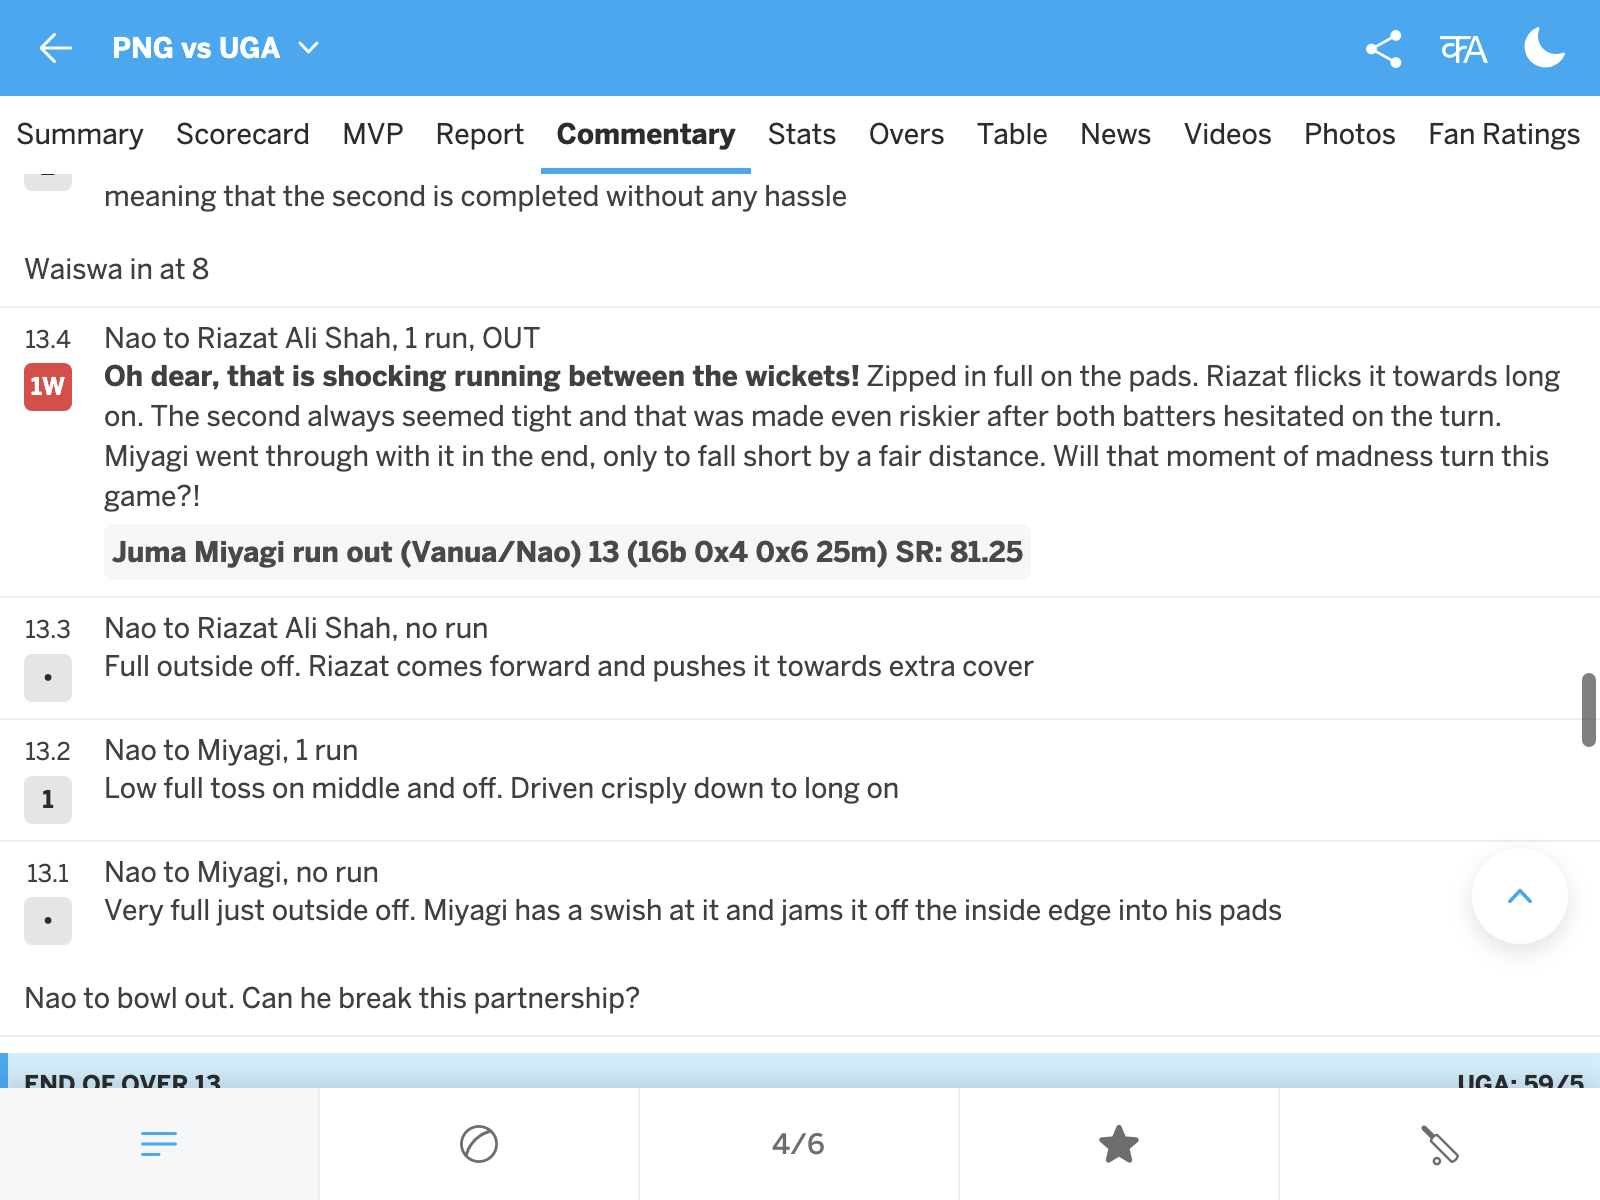 PNG vs UGA
Summary Scorecard MVP Report Commentary Stats Overs Table News Videos Photos Fan Ratings
meaning that the second is completed without any hassle
Waiswa in at 8
13.4 Nao to Riazat Ali Shah, 1 run, OUT
1W Oh dear, that is shocking running between the wickets! Zipped in full on the pads. Riazat flicks it towards long
on. The second always seemed tight and that was made even riskier after both batters hesitated on the turn.
Miyagi went through with it in the end, only to fall short by a fair distance. Will that moment of madness turn this
game?!
Juma Miyagi run out (Vanua/Nao) 13 (16b 0x4 0x6 25m) SR: 81.25
13.3 Nao to Riazat Ali Shah, no run
• Full outside off. Riazat comes forward and pushes it towards extra cover
13.2 Nao to Miyagi, 1 run
1 Low full toss on middle and off. Driven crisply down to long on
13.1 Nao to Miyagi, no run
• Very full just outside off. Miyagi has a swish at it and jams it off the inside edge into his pads
Nao to bowl out. Can he break this partnership?
END OF OVER 13 UGA: 59/5
4/6